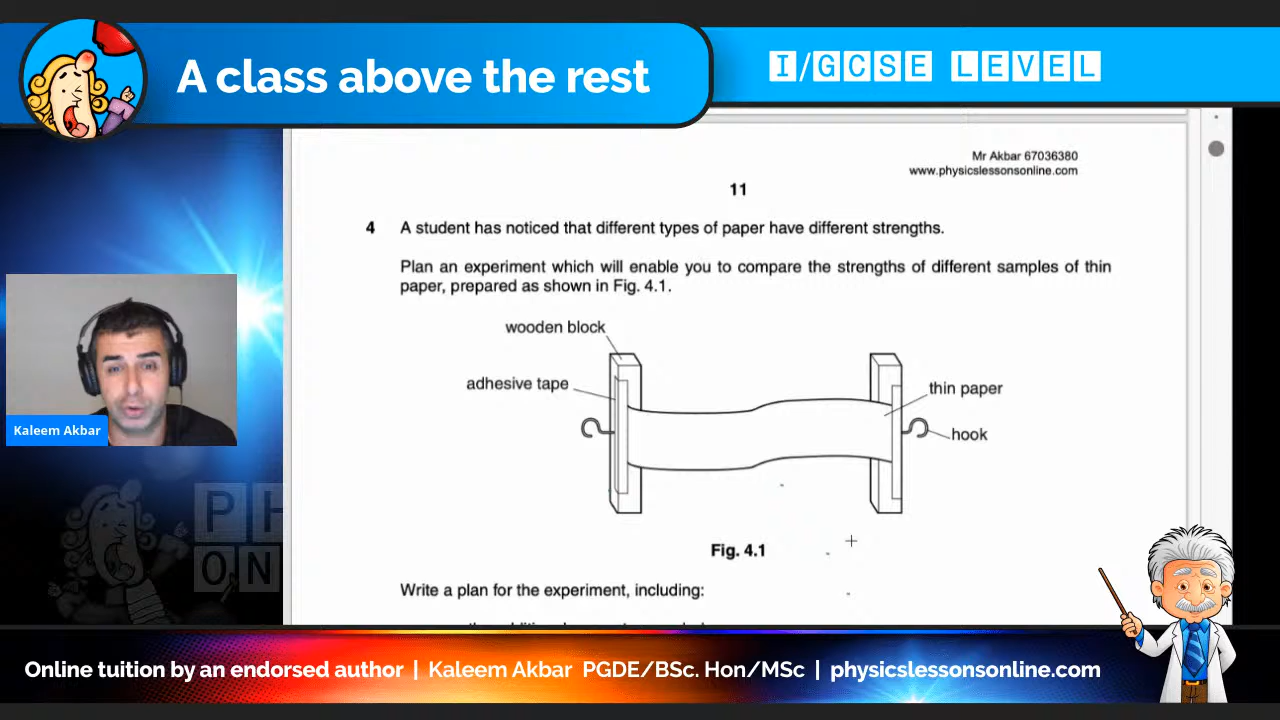 A class above the rest
I/GCSE LEVEL
Mr Akbar 67036380
www.physicslessonsonline.com
11
4 A student has noticed that different types of paper have different strengths.
Plan an experiment which will enable you to compare the strengths of different samples of thin
paper, prepared as shown in Fig. 4.1.
wooden block
adhesive tape
thin paper
hook
Fig. 4.1
Write a plan for the experiment, including:
Kaleem Akbar
PH
ON
Online tuition by an endorsed author | Kaleem Akbar PGDE/BSc. Hon/MSc | physicslessonsonline.com